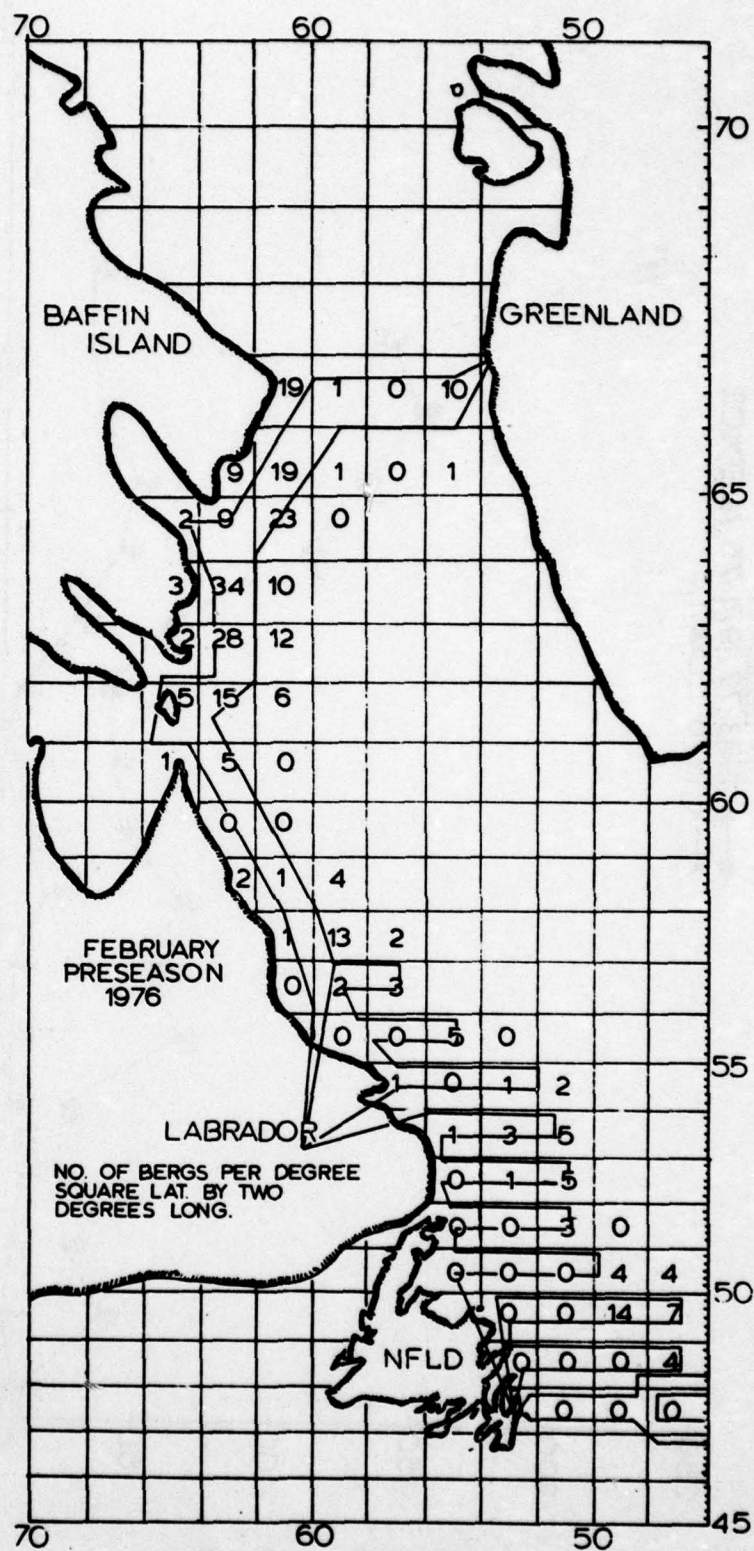 70 60 50
70
BAFFIN
ISLAND
GREENLAND
19 1 0 10
9 19 1 0 1
65
2 9 23 0
3 34 10
2 28 12
5 15 6
1 5 0
60
0 0
2 1 4
FEBRUARY
PRESEASON
1976
1 13 2
0 2 3
0 0 5 0
55
1 0 1 2
LABRADOR
1 3 5
NO. OF BERGS PER DEGREE
SQUARE LAT. BY TWO
DEGREES LONG.
0 1 5
0 0 3 0
0 0 0 4 4
50
0 0 14 7
NFLD
0 0 0 4
0 0 0
45
70 60 50